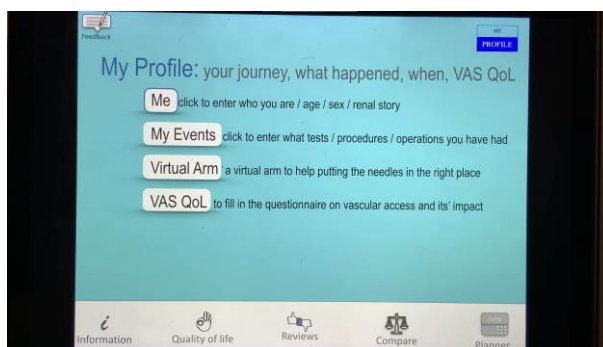 Feedback
MY
PROFILE
My Profile: your journey, what happened, when, VAS QoL
Me click to enter who you are / age / sex / renal story
My Events click to enter what tests / procedures / operations you have had
Virtual Arm a virtual arm to help putting the needles in the right place
VAS QoL to fill in the questionnaire on vascular access and its' impact
i
Information
Quality of life
Reviews
Compare
Planner